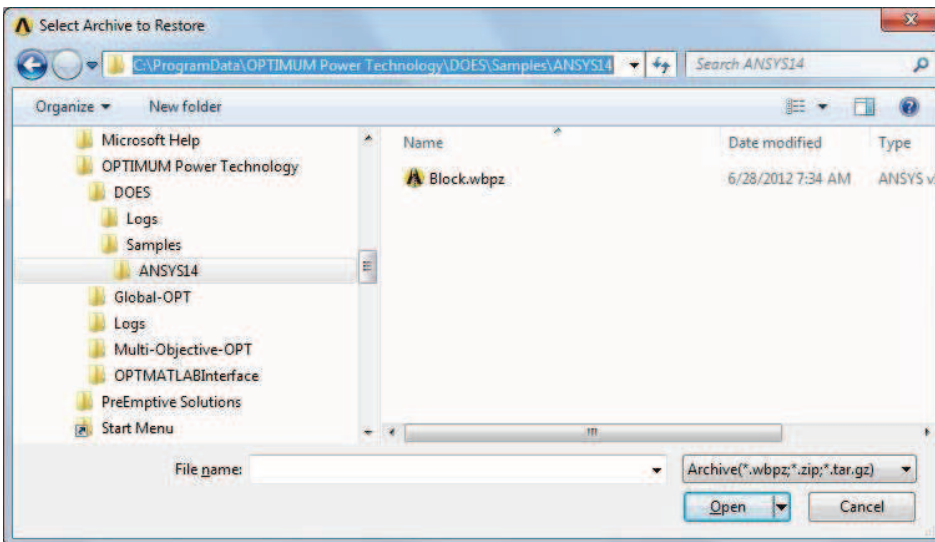 Select Archive to Restore
C:\ProgramData\OPTIMUM Power Technology\DOES\Samples\ANSYS14
Search ANSYS14
Organize
New folder
Microsoft Help
OPTIMUM Power Technology
DOES
Logs
Samples
ANSYS14
Global-OPT
Logs
Multi-Objective-OPT
OPTMATLABInterface
PreEmptive Solutions
Start Menu
Name Date modified Type
Block.wbpz 6/28/2012 7:34 AM ANSYS v
File name:
Archive(*.wbpz;*.zip;*.tar.gz)
Open Cancel